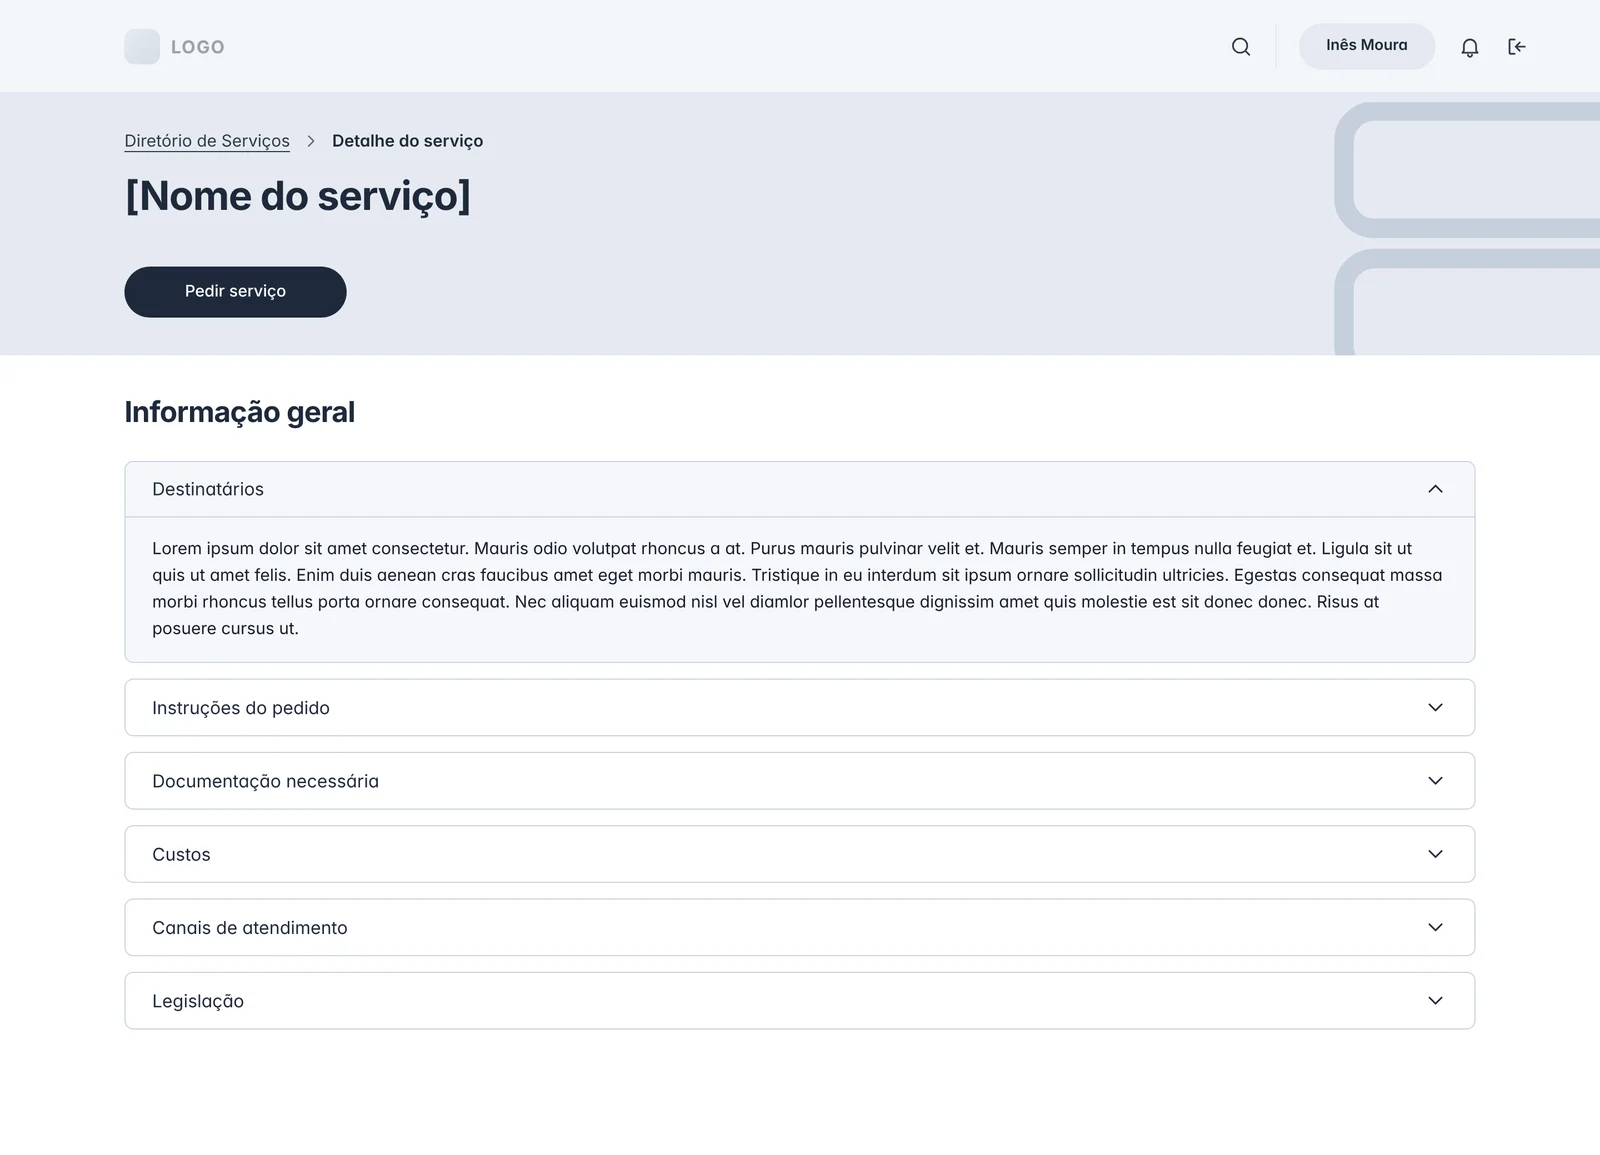 LOGO
Inês Moura
Diretório de Serviços > Detalhe do serviço
[Nome do serviço]
Pedir serviço
Informação geral
Destinatários
Lorem ipsum dolor sit amet consectetur. Mauris odio volutpat rhoncus a at. Purus mauris pulvinar velit et. Mauris semper in tempus nulla feugiat et. Ligula sit ut
quis ut amet felis. Enim duis aenean cras faucibus amet eget morbi mauris. Tristique in eu interdum sit ipsum ornare sollicitudin ultricies. Egestas consequat massa
morbi rhoncus tellus porta ornare consequat. Nec aliquam euismod nisl vel diamlor pellentesque dignissim amet quis molestie est sit donec donec. Risus at
posuere cursus ut.
Instruções do pedido
Documentação necessária
Custos
Canais de atendimento
Legislação